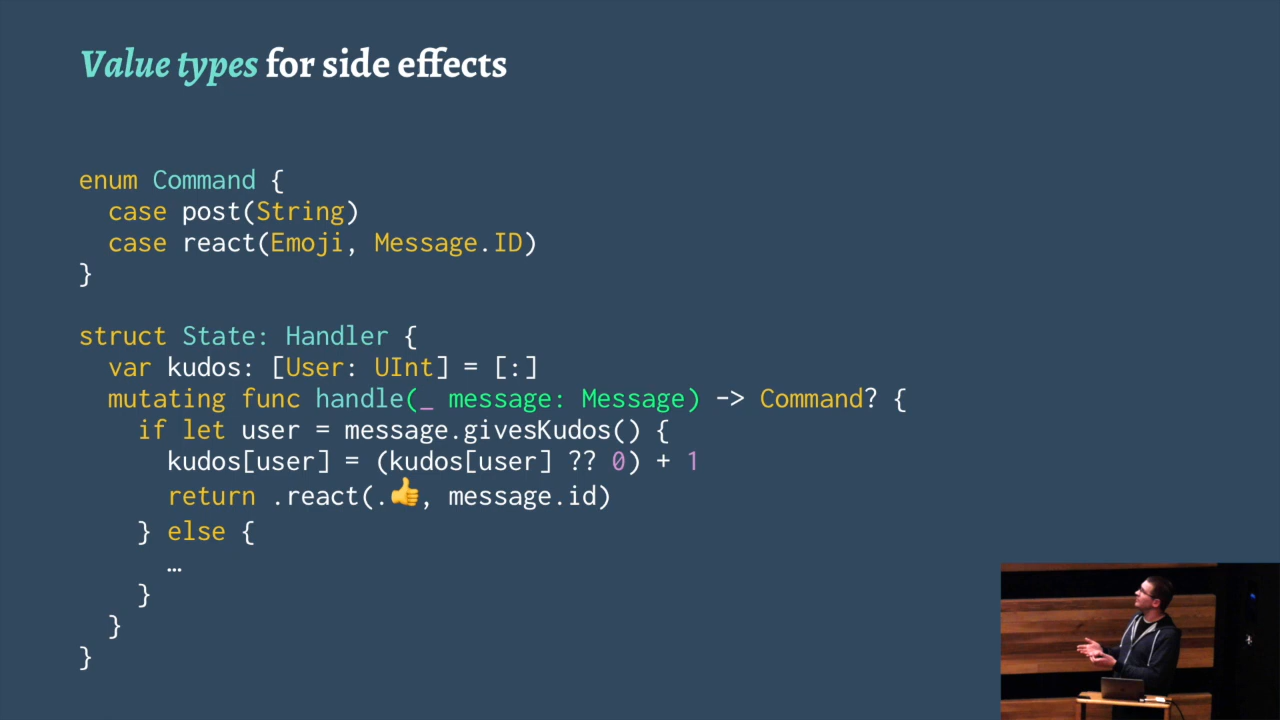 Value types for side effects
enum Command {
  case post(String)
  case react(Emoji, Message.ID)
}
struct State: Handler {
  var kudos: [User: UInt] = [:]
  mutating func handle(_ message: Message) -> Command? {
    if let user = message.givesKudos() {
      kudos[user] = (kudos[user] ?? 0) + 1
      return .react(.👍, message.id)
    } else {
      …
    }
  }
}